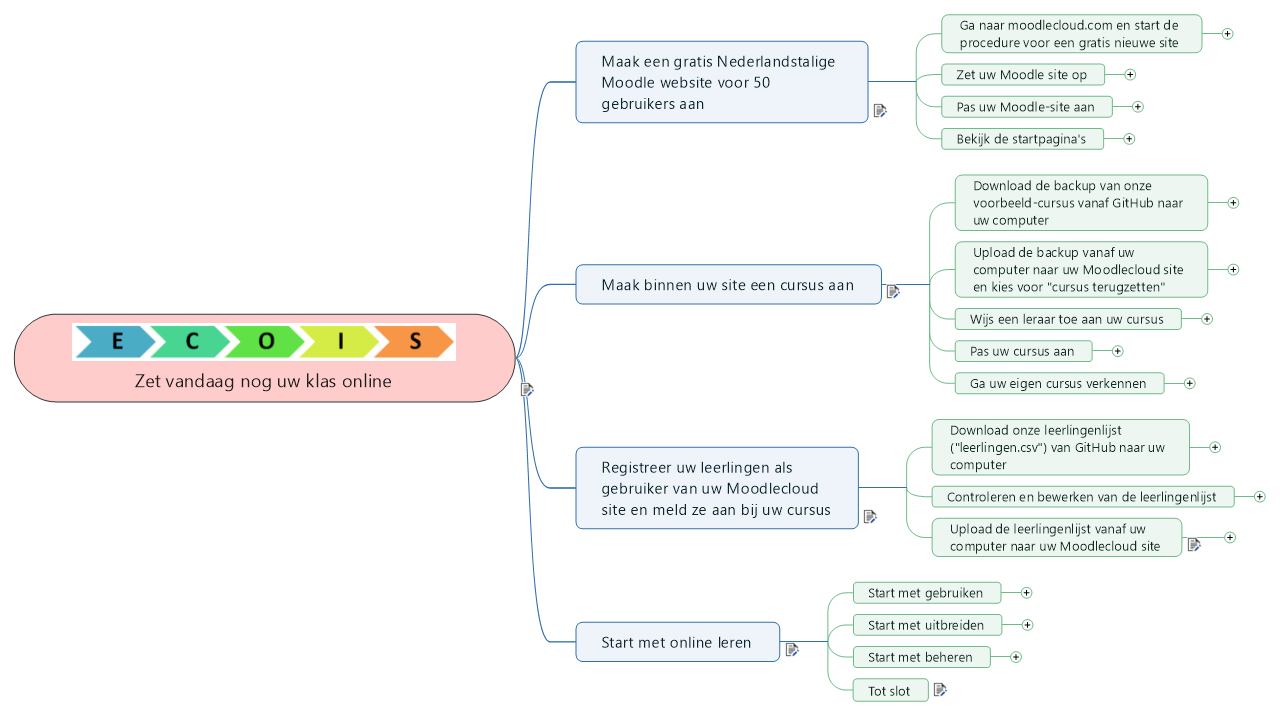 E C O I S
Zet vandaag nog uw klas online
Maak een gratis Nederlandstalige
Moodle website voor 50
gebruikers aan
Ga naar moodlecloud.com en start de
procedure voor een gratis nieuwe site
Zet uw Moodle site op
Pas uw Moodle-site aan
Bekijk de startpagina's
Maak binnen uw site een cursus aan
Download de backup van onze
voorbeeld-cursus vanaf GitHub naar
uw computer
Upload de backup vanaf uw
computer naar uw Moodlecloud site
en kies voor "cursus terugzetten"
Wijs een leraar toe aan uw cursus
Pas uw cursus aan
Ga uw eigen cursus verkennen
Registreer uw leerlingen als
gebruiker van uw Moodlecloud
site en meld ze aan bij uw cursus
Download onze leerlingenlijst
("leerlingen.csv") van GitHub naar uw
computer
Controleren en bewerken van de leerlingenlijst
Upload de leerlingenlijst vanaf uw
computer naar uw Moodlecloud site
Start met online leren
Start met gebruiken
Start met uitbreiden
Start met beheren
Tot slot